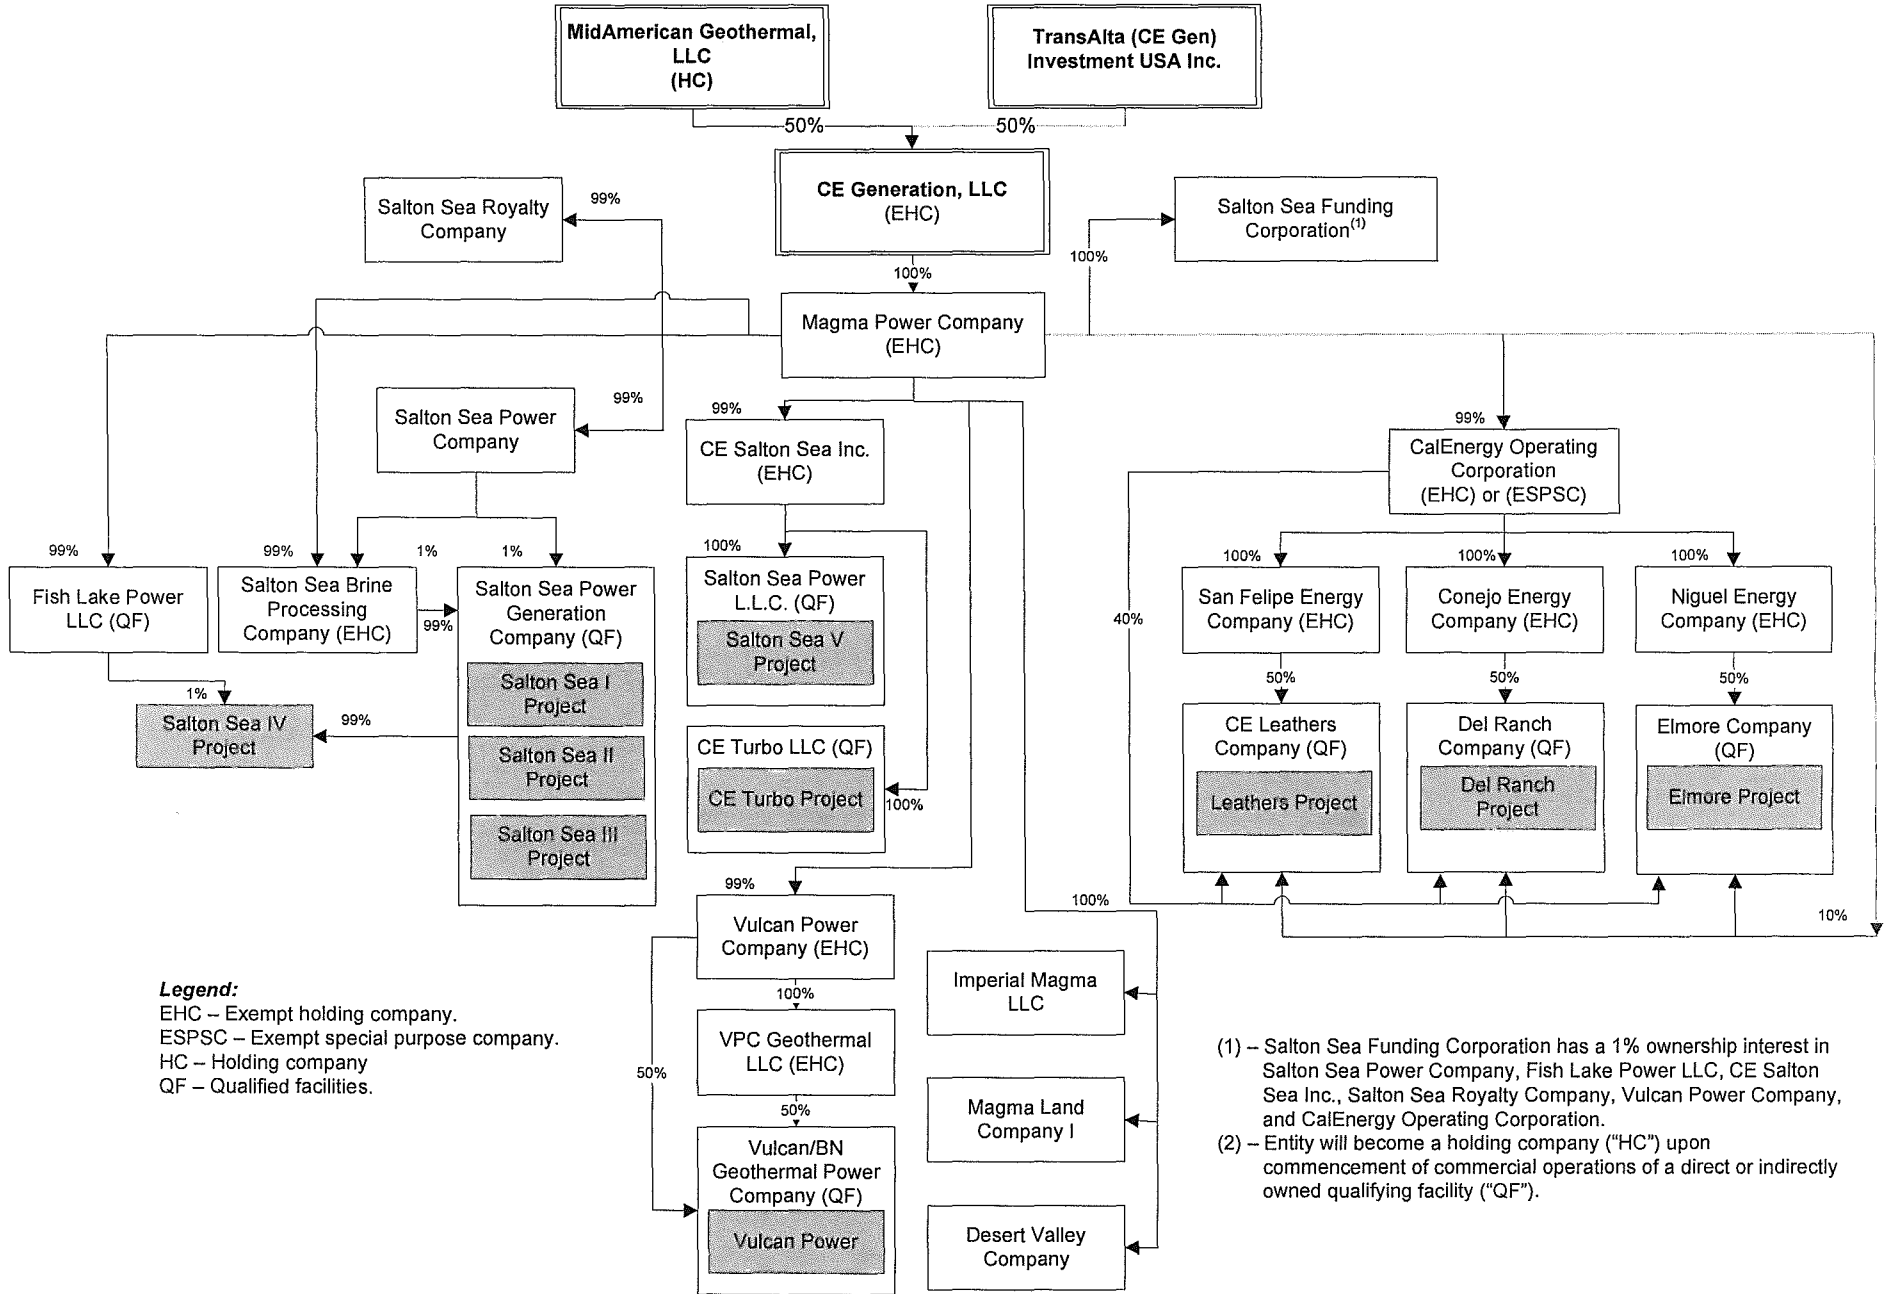 MidAmerican Geothermal,
LLC
(HC)
TransAlta (CE Gen)
Investment USA Inc.
50%
50%
CE Generation, LLC
(EHC)
Salton Sea Royalty
Company
99%
Salton Sea Funding
Corporation(1)
100%
100%
Magma Power Company
(EHC)
Salton Sea Power
Company
99%
99%
CE Salton Sea Inc.
(EHC)
99%
CalEnergy Operating
Corporation
(EHC) or (ESPSC)
99%
Fish Lake Power
LLC (QF)
99%
Salton Sea Brine
Processing
Company (EHC)
1%
99%
1%
Salton Sea Power
Generation
Company (QF)
Salton Sea I
Project
Salton Sea II
Project
Salton Sea III
Project
1%
Salton Sea IV
Project
99%
100%
Salton Sea Power
L.L.C. (QF)
Salton Sea V
Project
CE Turbo LLC (QF)
CE Turbo Project
100%
40%
100%
San Felipe Energy
Company (EHC)
100%
Conejo Energy
Company (EHC)
100%
Niguel Energy
Company (EHC)
50%
50%
50%
CE Leathers
Company (QF)
Leathers Project
Del Ranch
Company (QF)
Del Ranch
Project
Elmore Company
(QF)
Elmore Project
10%
99%
Vulcan Power
Company (EHC)
100%
VPC Geothermal
LLC (EHC)
50%
50%
Vulcan/BN
Geothermal Power
Company (QF)
Vulcan Power
100%
Imperial Magma
LLC
Magma Land
Company I
Desert Valley
Company
Legend:
EHC – Exempt holding company.
ESPSC – Exempt special purpose company.
HC – Holding company
QF – Qualified facilities.
(1) – Salton Sea Funding Corporation has a 1% ownership interest in
Salton Sea Power Company, Fish Lake Power LLC, CE Salton
Sea Inc., Salton Sea Royalty Company, Vulcan Power Company,
and CalEnergy Operating Corporation.
(2) – Entity will become a holding company (“HC”) upon
commencement of commercial operations of a direct or indirectly
owned qualifying facility (“QF”).